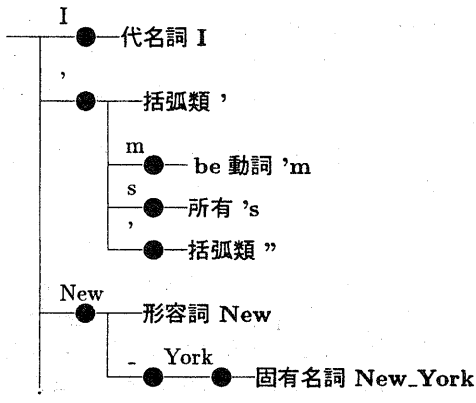 I
代名詞 I
’
括弧類 ’
m
be 動詞 ’m
s
所有 ’s
’
括弧類 ”
New
形容詞 New
_ York
固有名詞 New_York